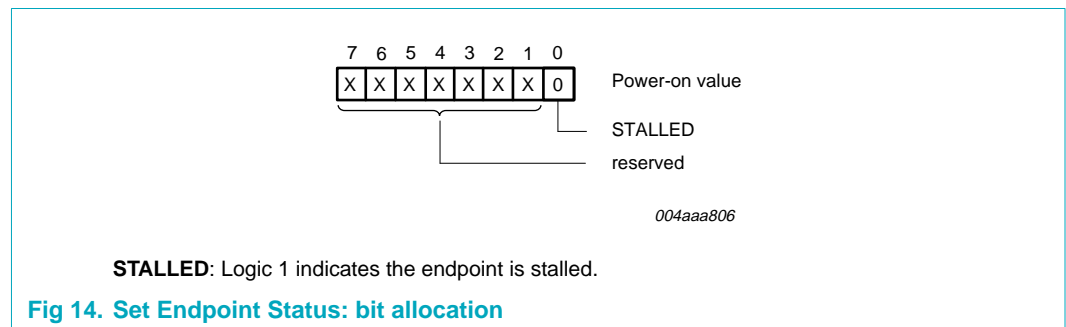 7 6 5 4 3 2 1 0
X X X X X X X 0 Power-on value
STALLED
reserved
004aaa806
STALLED: Logic 1 indicates the endpoint is stalled.
Fig 14. Set Endpoint Status: bit allocation